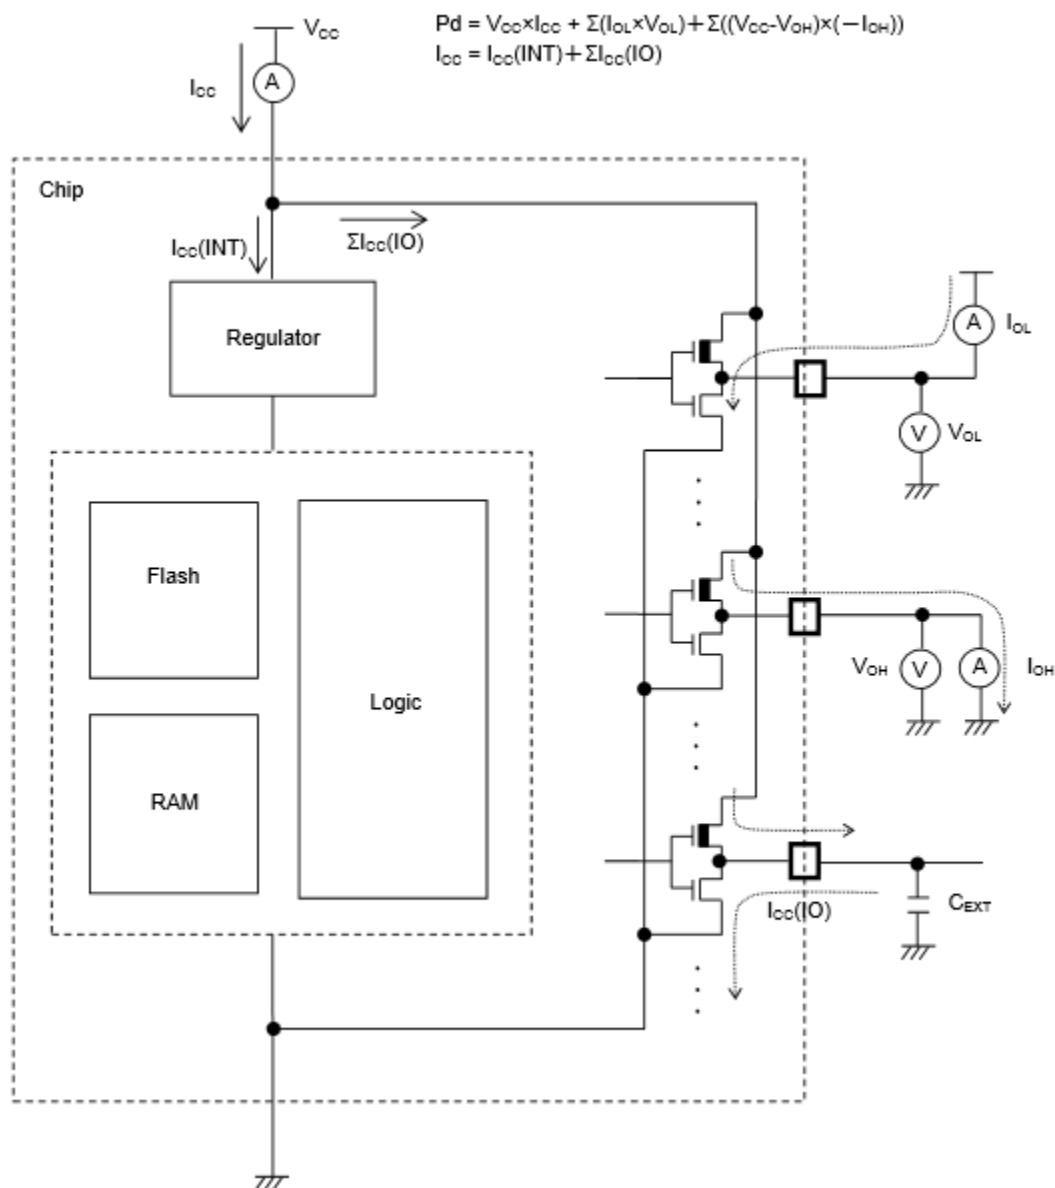 Pd = VCC×ICC + Σ(IOL×VOL)+Σ((VCC-VOH)×(−IOH))
ICC = ICC(INT)+ΣICC(IO)
VCC
A
ICC
Chip
ICC(INT)
ΣICC(IO)
Regulator
A
IOL
V
VOL
Flash
Logic
RAM
VOH
V
A
IOH
ICC(IO)
CEXT